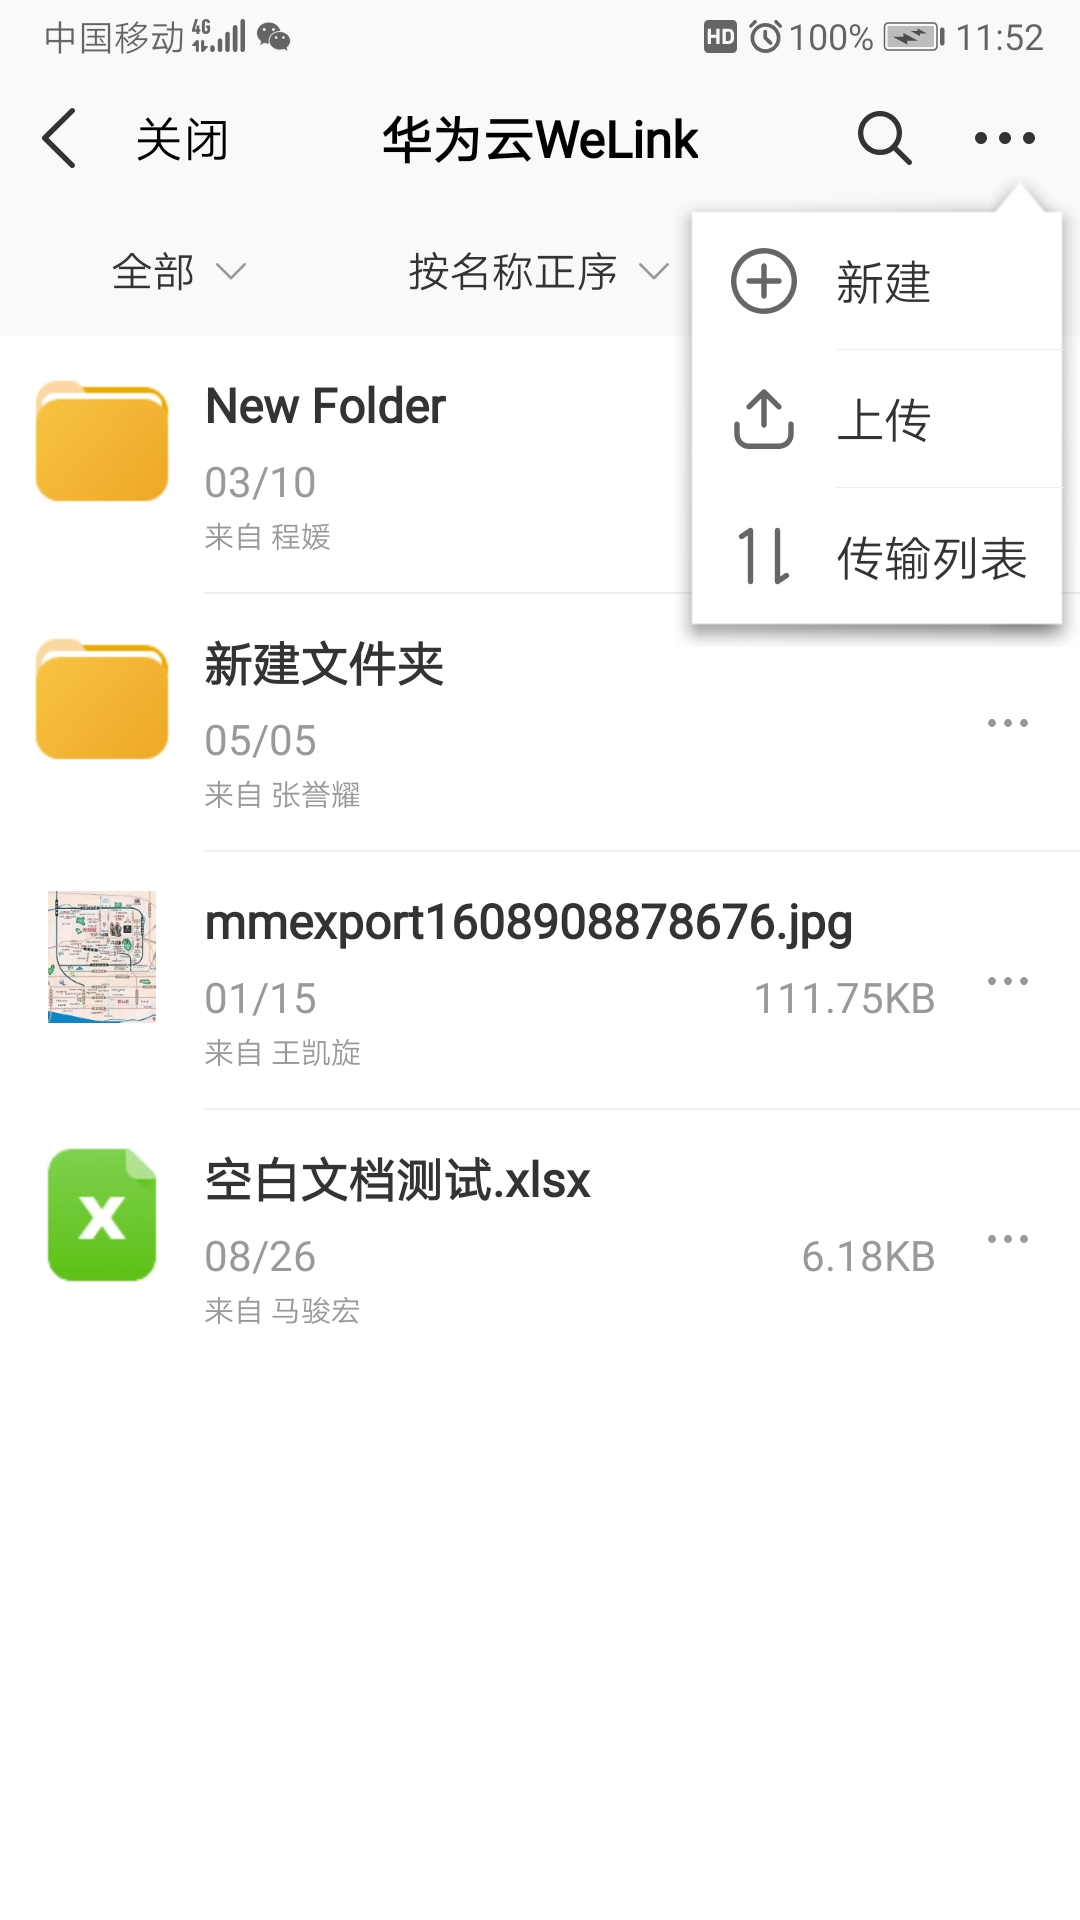 中国移动 4G HD 100% 11:52
关闭 华为云WeLink
全部 按名称正序
新建
上传
传输列表
New Folder
03/10
来自 程媛
新建文件夹
05/05
来自 张誉耀
mmexport1608908878676.jpg
01/15 111.75KB
来自 王凯旋
X
空白文档测试.xlsx
08/26 6.18KB
来自 马骏宏